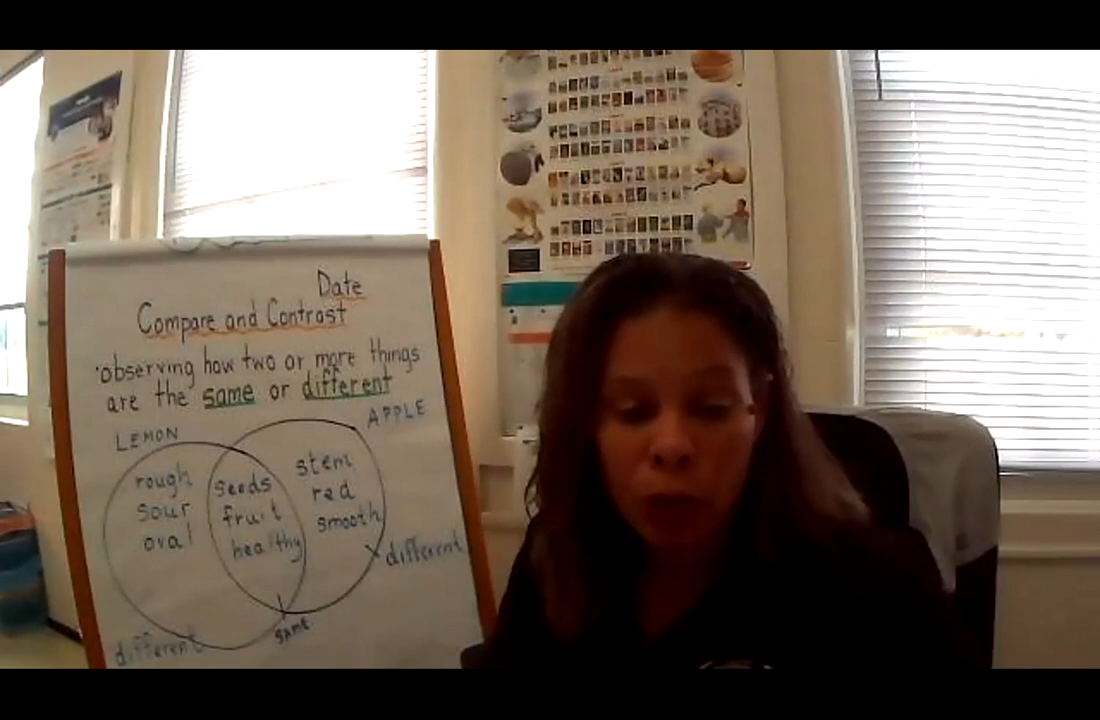 Date
Compare and Contrast
observing how two or more things
are the same or different
LEMON
APPLE
rough
sour
oval
seeds
fruit
healthy
stem
red
smooth
different
SAME
different